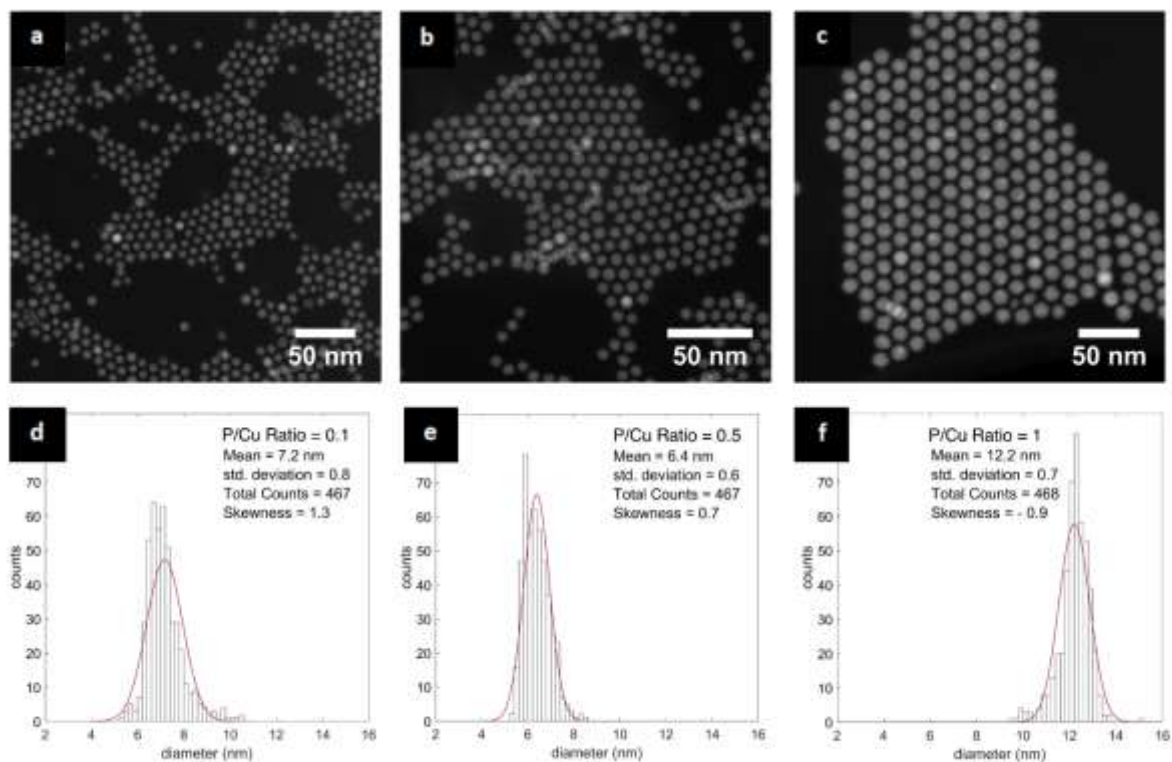 a
b
c
50 nm
50 nm
50 nm
d
P/Cu Ratio = 0.1
Mean = 7.2 nm
std. deviation = 0.8
Total Counts = 467
Skewness = 1.3
70
60
50
40
30
20
10
0
counts
2 4 6 8 10 12 14 16
diameter (nm)
e
P/Cu Ratio = 0.5
Mean = 6.4 nm
std. deviation = 0.6
Total Counts = 467
Skewness = 0.7
70
60
50
40
30
20
10
0
counts
2 4 6 8 10 12 14 16
diameter (nm)
f
P/Cu Ratio = 1
Mean = 12.2 nm
std. deviation = 0.7
Total Counts = 468
Skewness = - 0.9
70
60
50
40
30
20
10
0
counts
2 4 6 8 10 12 14 16
diameter (nm)